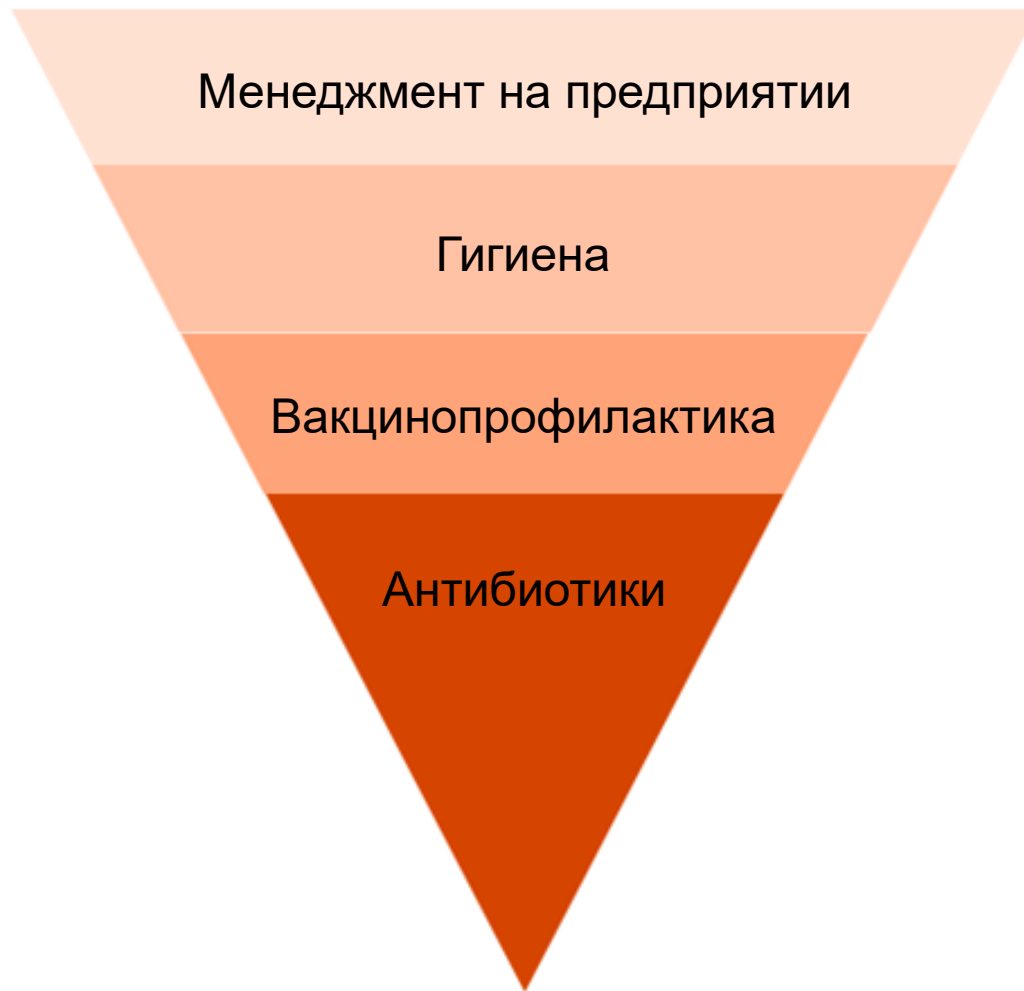 Менеджмент на предприятии
Гигиена
Вакцинопрофилактика
Антибиотики